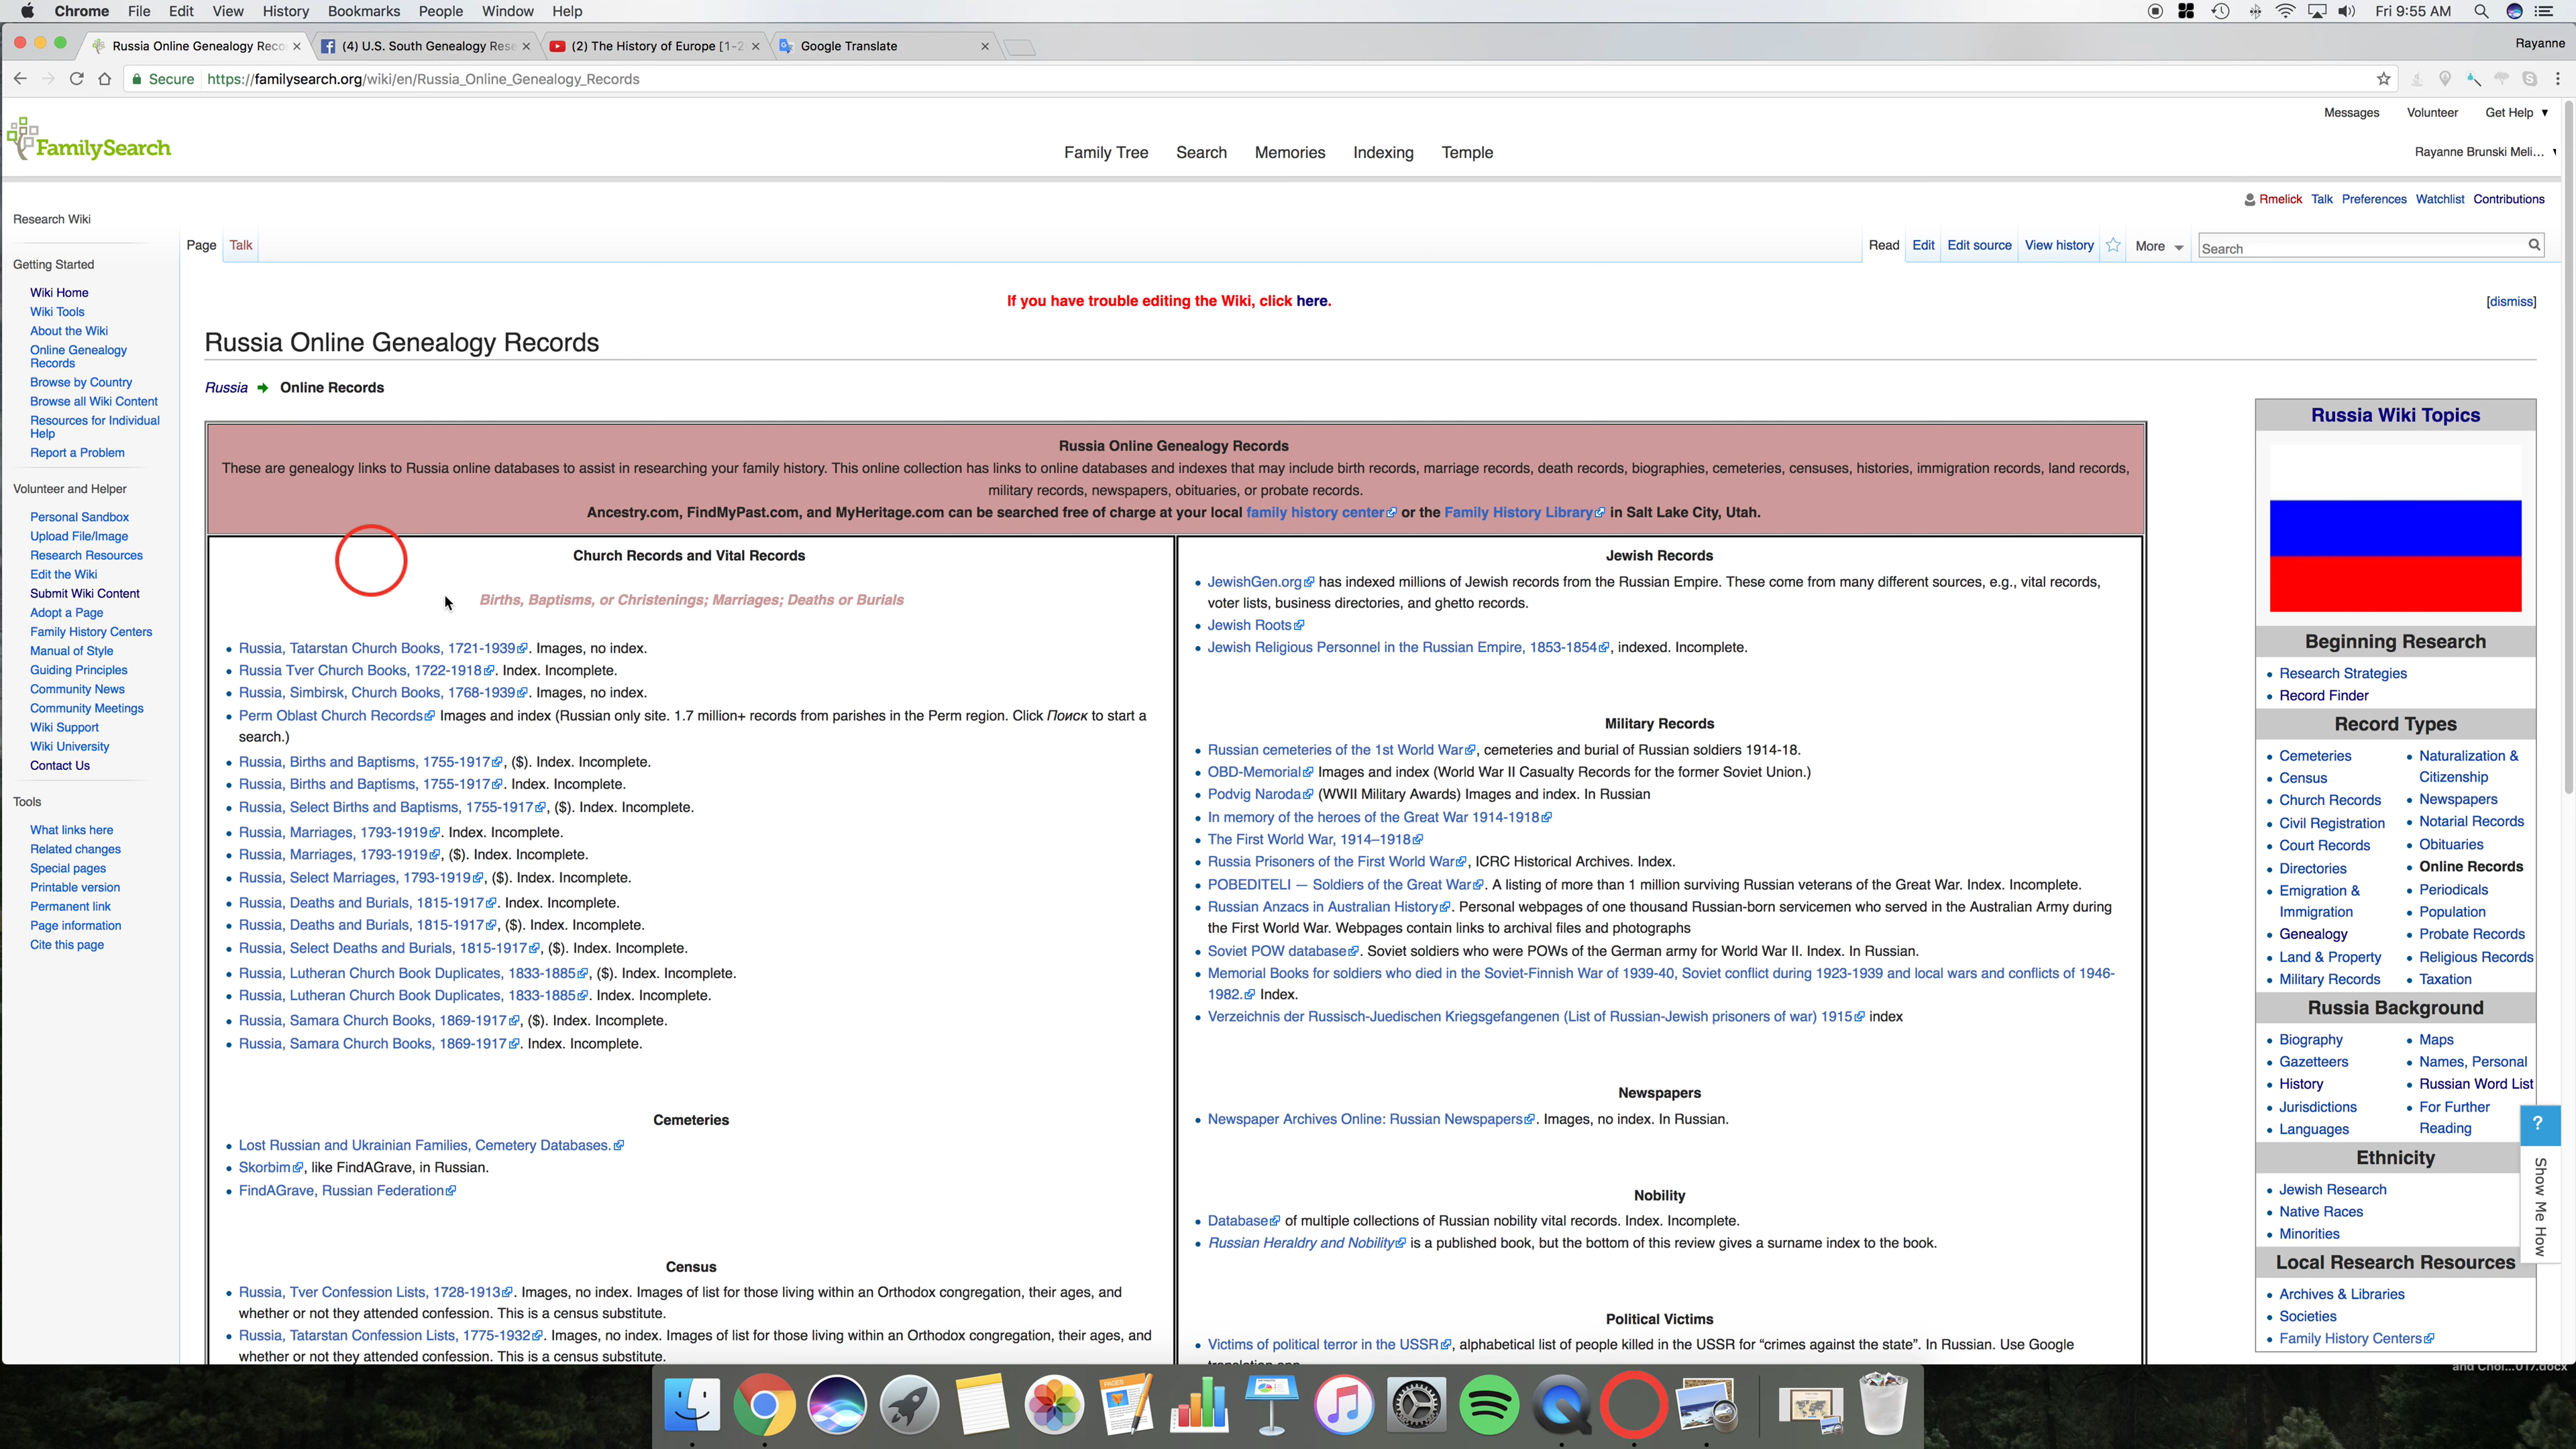 Chrome File Edit View History Bookmarks People Window Help Fri 9:55 AM
Russia Online Genealogy Reco (4) U.S. South Genealogy Rese (2) The History of Europe [1-2 Google Translate Rayanne
Secure https://familysearch.org/wiki/en/Russia_Online_Genealogy_Records
Messages Volunteer Get Help
FamilySearch Family Tree Search Memories Indexing Temple Rayanne Brunski Meli...
Rmelick Talk Preferences Watchlist Contributions
Research Wiki
Getting Started
Wiki Home
Wiki Tools
About the Wiki
Online Genealogy
Records
Browse by Country
Browse all Wiki Content
Resources for Individual
Help
Report a Problem
Volunteer and Helper
Personal Sandbox
Upload File/Image
Research Resources
Edit the Wiki
Submit Wiki Content
Adopt a Page
Family History Centers
Manual of Style
Guiding Principles
Community News
Community Meetings
Wiki Support
Wiki University
Contact Us
Tools
What links here
Related changes
Special pages
Printable version
Permanent link
Page information
Cite this page
Page Talk Read Edit Edit source View history More Search
If you have trouble editing the Wiki, click here. [dismiss]
Russia Online Genealogy Records
Russia Online Records
Russia Online Genealogy Records
These are genealogy links to Russia online databases to assist in researching your family history. This online collection has links to online databases and indexes that may include birth records, marriage records, death records, biographies, cemeteries, censuses, histories, immigration records, land records,
military records, newspapers, obituaries, or probate records.
Ancestry.com, FindMyPast.com, and MyHeritage.com can be searched free of charge at your local family history center or the Family History Library in Salt Lake City, Utah.
Church Records and Vital Records
Births, Baptisms, or Christenings; Marriages; Deaths or Burials
Russia, Tatarstan Church Books, 1721-1939. Images, no index.
Russia Tver Church Books, 1722-1918. Index. Incomplete.
Russia, Simbirsk, Church Books, 1768-1939. Images, no index.
Perm Oblast Church Records Images and index (Russian only site. 1.7 million+ records from parishes in the Perm region. Click Поиск to start a
search.)
Russia, Births and Baptisms, 1755-1917, ($). Index. Incomplete.
Russia, Births and Baptisms, 1755-1917. Index. Incomplete.
Russia, Select Births and Baptisms, 1755-1917, ($). Index. Incomplete.
Russia, Marriages, 1793-1919. Index. Incomplete.
Russia, Marriages, 1793-1919, ($). Index. Incomplete.
Russia, Select Marriages, 1793-1919, ($). Index. Incomplete.
Russia, Deaths and Burials, 1815-1917. Index. Incomplete.
Russia, Deaths and Burials, 1815-1917, ($). Index. Incomplete.
Russia, Select Deaths and Burials, 1815-1917, ($). Index. Incomplete.
Russia, Lutheran Church Book Duplicates, 1833-1885, ($). Index. Incomplete.
Russia, Lutheran Church Book Duplicates, 1833-1885. Index. Incomplete.
Russia, Samara Church Books, 1869-1917, ($). Index. Incomplete.
Russia, Samara Church Books, 1869-1917. Index. Incomplete.
Cemeteries
Lost Russian and Ukrainian Families, Cemetery Databases.
Skorbim, like FindAGrave, in Russian.
FindAGrave, Russian Federation
Census
Russia, Tver Confession Lists, 1728-1913. Images, no index. Images of list for those living within an Orthodox congregation, their ages, and
whether or not they attended confession. This is a census substitute.
Russia, Tatarstan Confession Lists, 1775-1932. Images, no index. Images of list for those living within an Orthodox congregation, their ages, and
whether or not they attended confession. This is a census substitute.
Jewish Records
JewishGen.org has indexed millions of Jewish records from the Russian Empire. These come from many different sources, e.g., vital records,
voter lists, business directories, and ghetto records.
Jewish Roots
Jewish Religious Personnel in the Russian Empire, 1853-1854, indexed. Incomplete.
Military Records
Russian cemeteries of the 1st World War, cemeteries and burial of Russian soldiers 1914-18.
OBD-Memorial Images and index (World War II Casualty Records for the former Soviet Union.)
Podvig Naroda (WWII Military Awards) Images and index. In Russian
In memory of the heroes of the Great War 1914-1918
The First World War, 1914–1918
Russia Prisoners of the First World War, ICRC Historical Archives. Index.
POBEDITELI — Soldiers of the Great War. A listing of more than 1 million surviving Russian veterans of the Great War. Index. Incomplete.
Russian Anzacs in Australian History. Personal webpages of one thousand Russian-born servicemen who served in the Australian Army during
the First World War. Webpages contain links to archival files and photographs
Soviet POW database. Soviet soldiers who were POWs of the German army for World War II. Index. In Russian.
Memorial Books for soldiers who died in the Soviet-Finnish War of 1939-40, Soviet conflict during 1923-1939 and local wars and conflicts of 1946-
1982. Index.
Verzeichnis der Russisch-Juedischen Kriegsgefangenen (List of Russian-Jewish prisoners of war) 1915 index
Newspapers
Newspaper Archives Online: Russian Newspapers. Images, no index. In Russian.
Nobility
Database of multiple collections of Russian nobility vital records. Index. Incomplete.
Russian Heraldry and Nobility is a published book, but the bottom of this review gives a surname index to the book.
Political Victims
Victims of political terror in the USSR, alphabetical list of people killed in the USSR for “crimes against the state”. In Russian. Use Google
Russia Wiki Topics
Beginning Research
Research Strategies
Record Finder
Record Types
Cemeteries
Census
Church Records
Civil Registration
Court Records
Directories
Emigration &
Immigration
Genealogy
Land & Property
Military Records
Naturalization &
Citizenship
Newspapers
Notarial Records
Obituaries
Online Records
Periodicals
Population
Probate Records
Religious Records
Taxation
Russia Background
Biography
Gazetteers
History
Jurisdictions
Languages
Maps
Names, Personal
Russian Word List
For Further
Reading
Ethnicity
Jewish Research
Native Races
Minorities
Local Research Resources
Archives & Libraries
Societies
Family History Centers
?
Show Me How
PAGES